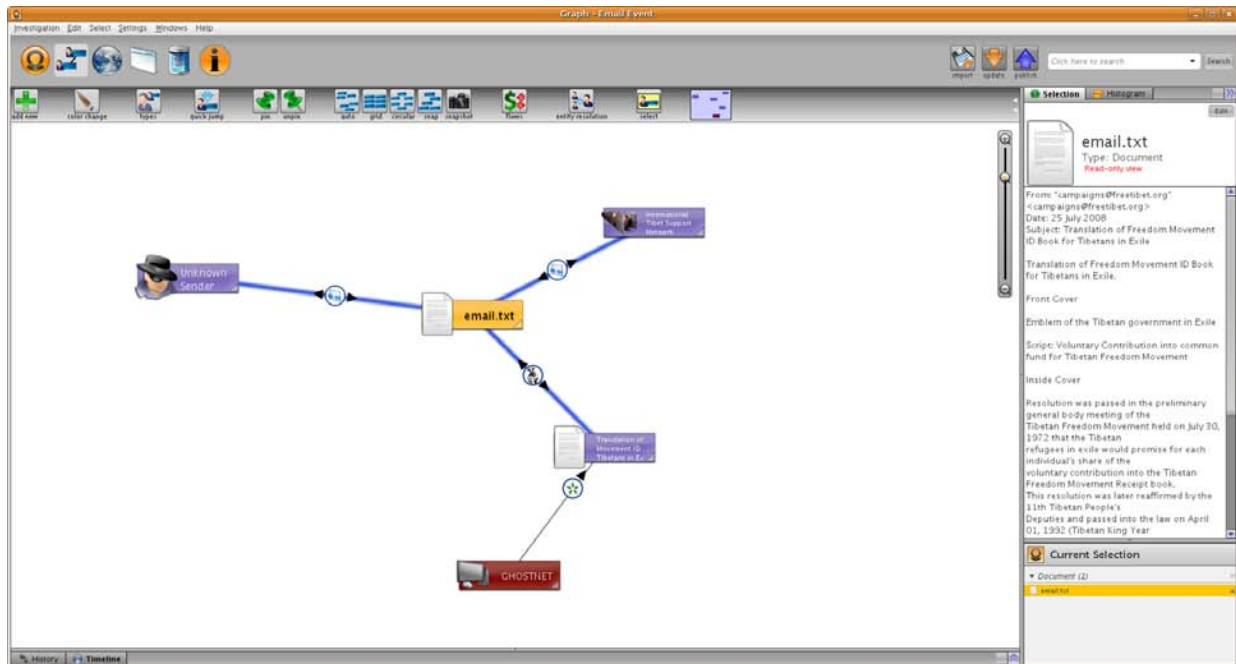 Graph - Email Event
Investigation Edit Select Settings Windows Help
import update publish
Click here to search
Search
add new color change types quick jump pin unpin auto grid circular snap snapshot flows entity resolution select
Selection Histogram
Edit
email.txt
Type: Document
Read-only view
From: "campaigns@freetibet.org"
<campaigns@freetibet.org>
Date: 25 July 2008
Subject: Translation of Freedom Movement
ID Book for Tibetans in Exile
Translation of Freedom Movement ID Book
for Tibetans in Exile.
Front Cover
Emblem of the Tibetan government in Exile
Script: Voluntary Contribution into common
fund for Tibetan Freedom Movement
Inside Cover
Resolution was passed in the preliminary
general body meeting of the
Tibetan Freedom Movement held on July 30,
1972 that the Tibetan
refugees in exile would promise for each
individual's share of the
voluntary contribution into the Tibetan
Freedom Movement Receipt book.
This resolution was later reaffirmed by the
11th Tibetan People's
Deputies and passed into the law on April
01, 1992 (Tibetan King Year
International
Tibet Support
Network
Unknown
Sender
email.txt
Translation of
Movement ID
Tibetans in Ex
GHOSTNET
Current Selection
Document (1)
email.txt
History Timeline